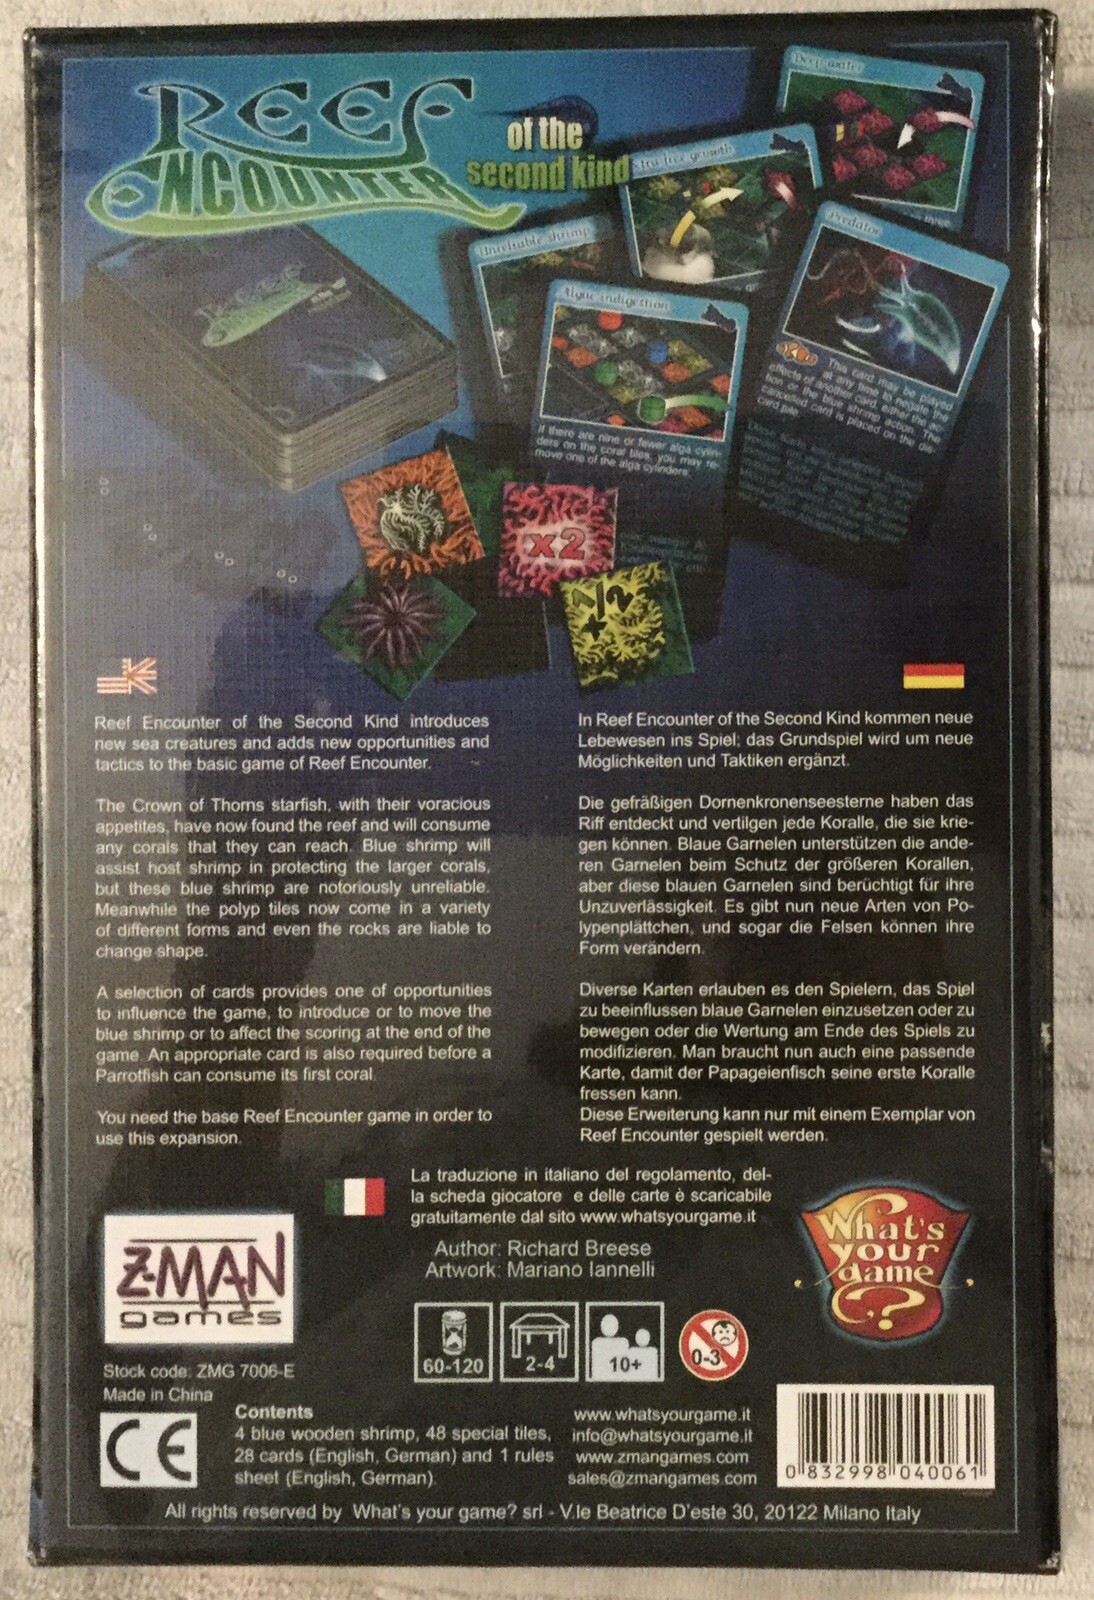 REEF
ENCOUNTER
of the
second kind
Deep water
Extra free growth
Unreliable shrimp
Algae indigestion
If there are nine or fewer alga cylin-
ders on the coral tiles, you may re-
move one of the alga cylinders.
Predator
This card may be played
at any time to negate the
effects of another card, either the ac-
tion or the blue shrimp action. The
cancelled card is placed on the dis-
card pile.
x2
x 1/2
Reef Encounter of the Second Kind introduces
new sea creatures and adds new opportunities and
tactics to the basic game of Reef Encounter.
The Crown of Thorns starfish, with their voracious
appetites, have now found the reef and will consume
any corals that they can reach. Blue shrimp will
assist host shrimp in protecting the larger corals,
but these blue shrimp are notoriously unreliable.
Meanwhile the polyp tiles now come in a variety
of different forms and even the rocks are liable to
change shape.
A selection of cards provides one of opportunities
to influence the game, to introduce or to move the
blue shrimp or to affect the scoring at the end of the
game. An appropriate card is also required before a
Parrotfish can consume its first coral.
You need the base Reef Encounter game in order to
use this expansion.
In Reef Encounter of the Second Kind kommen neue
Lebewesen ins Spiel; das Grundspiel wird um neue
Möglichkeiten und Taktiken ergänzt.
Die gefräßigen Dornenkronenseesterne haben das
Riff entdeckt und vertilgen jede Koralle, die sie krie-
gen können. Blaue Garnelen unterstützen die ande-
ren Garnelen beim Schutz der größeren Korallen,
aber diese blauen Garnelen sind berüchtigt für ihre
Unzuverlässigkeit. Es gibt nun neue Arten von Po-
lypenplättchen, und sogar die Felsen können ihre
Form verändern.
Diverse Karten erlauben es den Spielern, das Spiel
zu beeinflussen blaue Garnelen einzusetzen oder zu
bewegen oder die Wertung am Ende des Spiels zu
modifizieren. Man braucht nun auch eine passende
Karte, damit der Papageienfisch seine erste Koralle
fressen kann.
Diese Erweiterung kann nur mit einem Exemplar von
Reef Encounter gespielt werden.
La traduzione in italiano del regolamento, del-
la scheda giocatore e delle carte è scaricabile
gratuitamente dal sito www.whatsyourgame.it
Author: Richard Breese
Artwork: Mariano Iannelli
Z-MAN
games
What's
your
game
?
60-120
2-4
10+
0-3
Stock code: ZMG 7006-E
Made in China
CE
Contents
4 blue wooden shrimp, 48 special tiles,
28 cards (English, German) and 1 rules
sheet (English, German).
www.whatsyourgame.it
info@whatsyourgame.it
www.zmangames.com
sales@zmangames.com
0 832998 040061
All rights reserved by What's your game? srl - V.le Beatrice D'este 30, 20122 Milano Italy